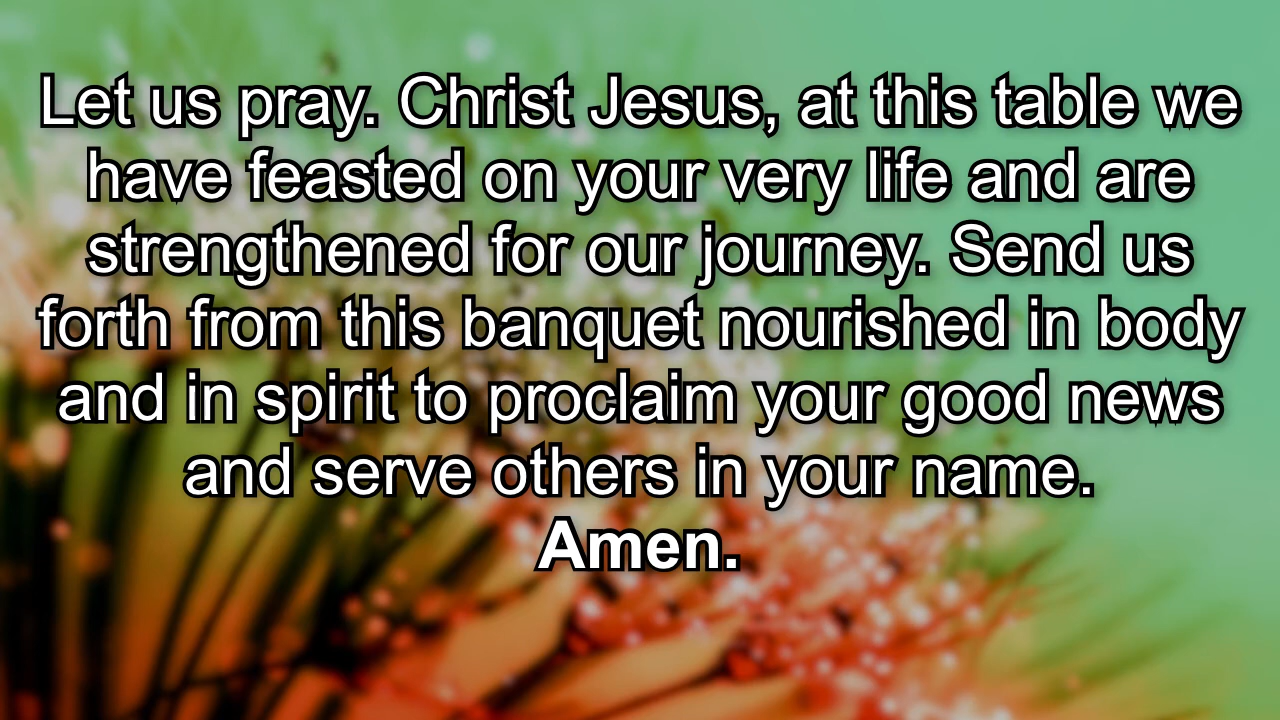 Let us pray. Christ Jesus, at this table we
have feasted on your very life and are
strengthened for our journey. Send us
forth from this banquet nourished in body
and in spirit to proclaim your good news
and serve others in your name.
Amen.